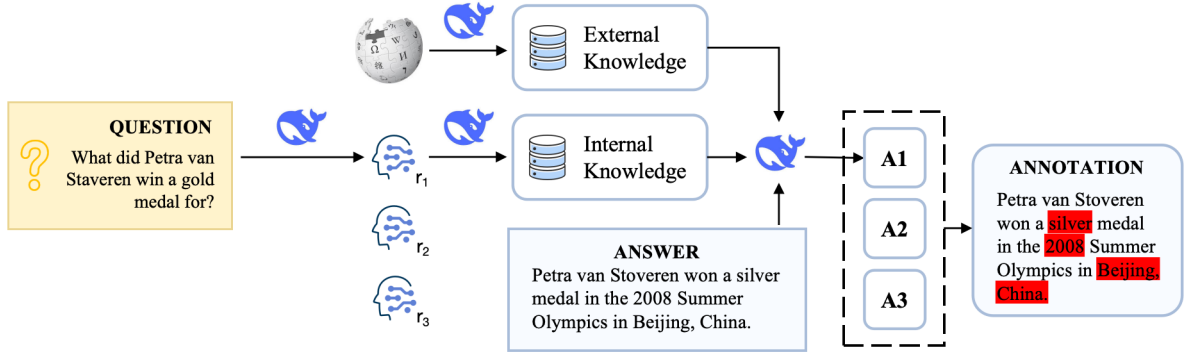 External
Knowledge
QUESTION
What did Petra van
Staveren win a gold
medal for?
r1
r2
r3
Internal
Knowledge
ANSWER
Petra van Stoveren won a silver
medal in the 2008 Summer
Olympics in Beijing, China.
A1
A2
A3
ANNOTATION
Petra van Stoveren
won a silver medal
in the 2008 Summer
Olympics in Beijing,
China.